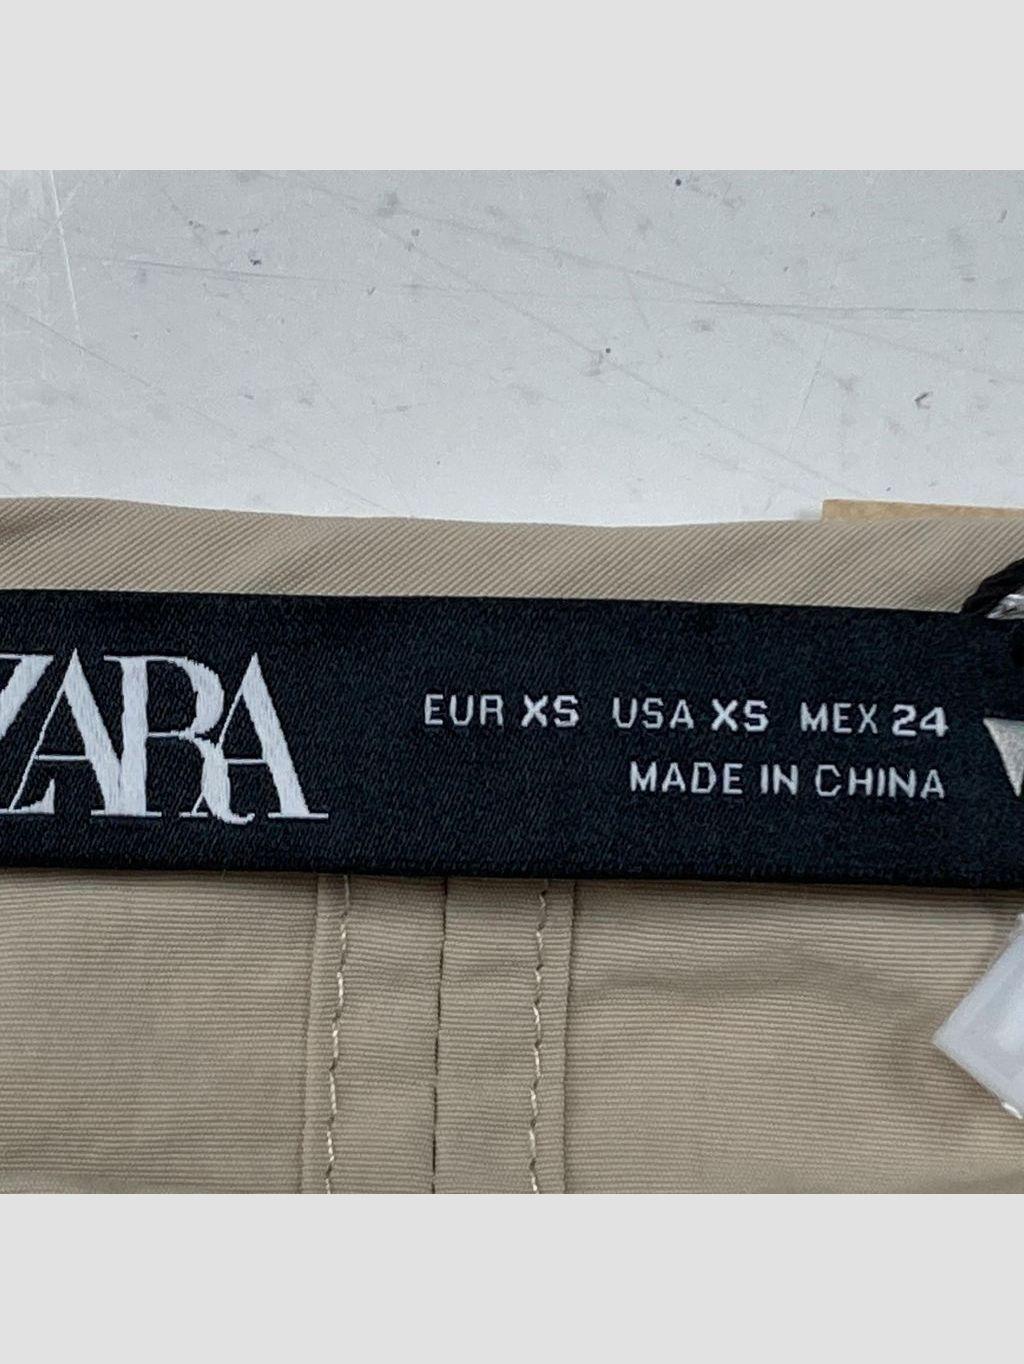 ZARA
EUR XS USA XS MEX 24
MADE IN CHINA